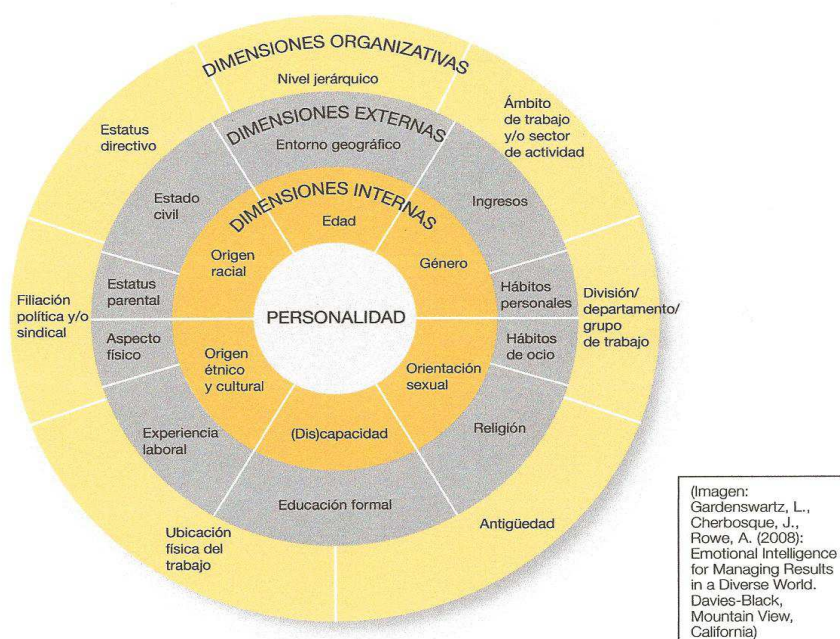 DIMENSIONES ORGANIZATIVAS
Nivel jerárquico
Ámbito
de trabajo
y/o sector
de actividad
División/
departamento/
grupo
de trabajo
Antigüedad
Ubicación
física del
trabajo
Filiación
política y/o
sindical
Estatus
directivo
DIMENSIONES EXTERNAS
Entorno geográfico
Ingresos
Hábitos
personales
Hábitos
de ocio
Religión
Educación formal
Experiencia
laboral
Aspecto
físico
Estatus
parental
Estado
civil
DIMENSIONES INTERNAS
Edad
Género
Orientación
sexual
(Dis)capacidad
Origen
étnico
y cultural
Origen
racial
PERSONALIDAD
(Imagen:
Gardenswartz, L.,
Cherbosque, J.,
Rowe, A. (2008):
Emotional Intelligence
for Managing Results
in a Diverse World.
Davies-Black,
Mountain View,
California)